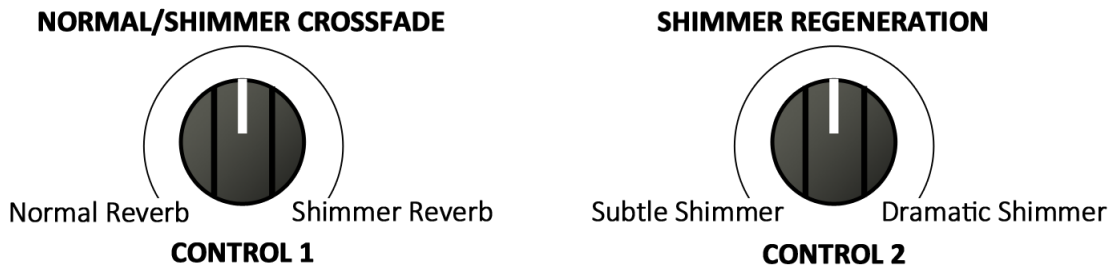 NORMAL/SHIMMER CROSSFADE
SHIMMER REGENERATION
Normal Reverb
Shimmer Reverb
Subtle Shimmer
Dramatic Shimmer
CONTROL 1
CONTROL 2